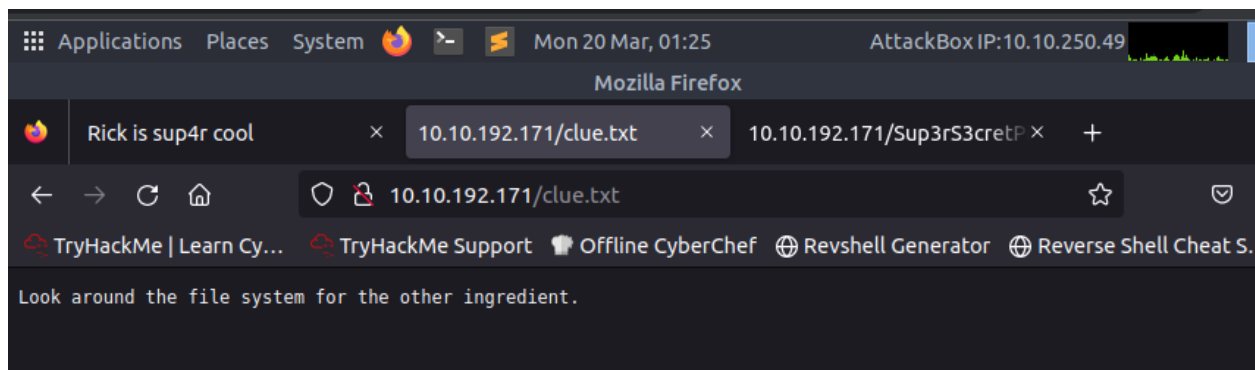 Applications Places System Mon 20 Mar, 01:25 AttackBox IP:10.10.250.49
Mozilla Firefox
Rick is sup4r cool × 10.10.192.171/clue.txt × 10.10.192.171/Sup3rS3cretP × +
10.10.192.171/clue.txt
TryHackMe | Learn Cy… TryHackMe Support Offline CyberChef Revshell Generator Reverse Shell Cheat S…
Look around the file system for the other ingredient.